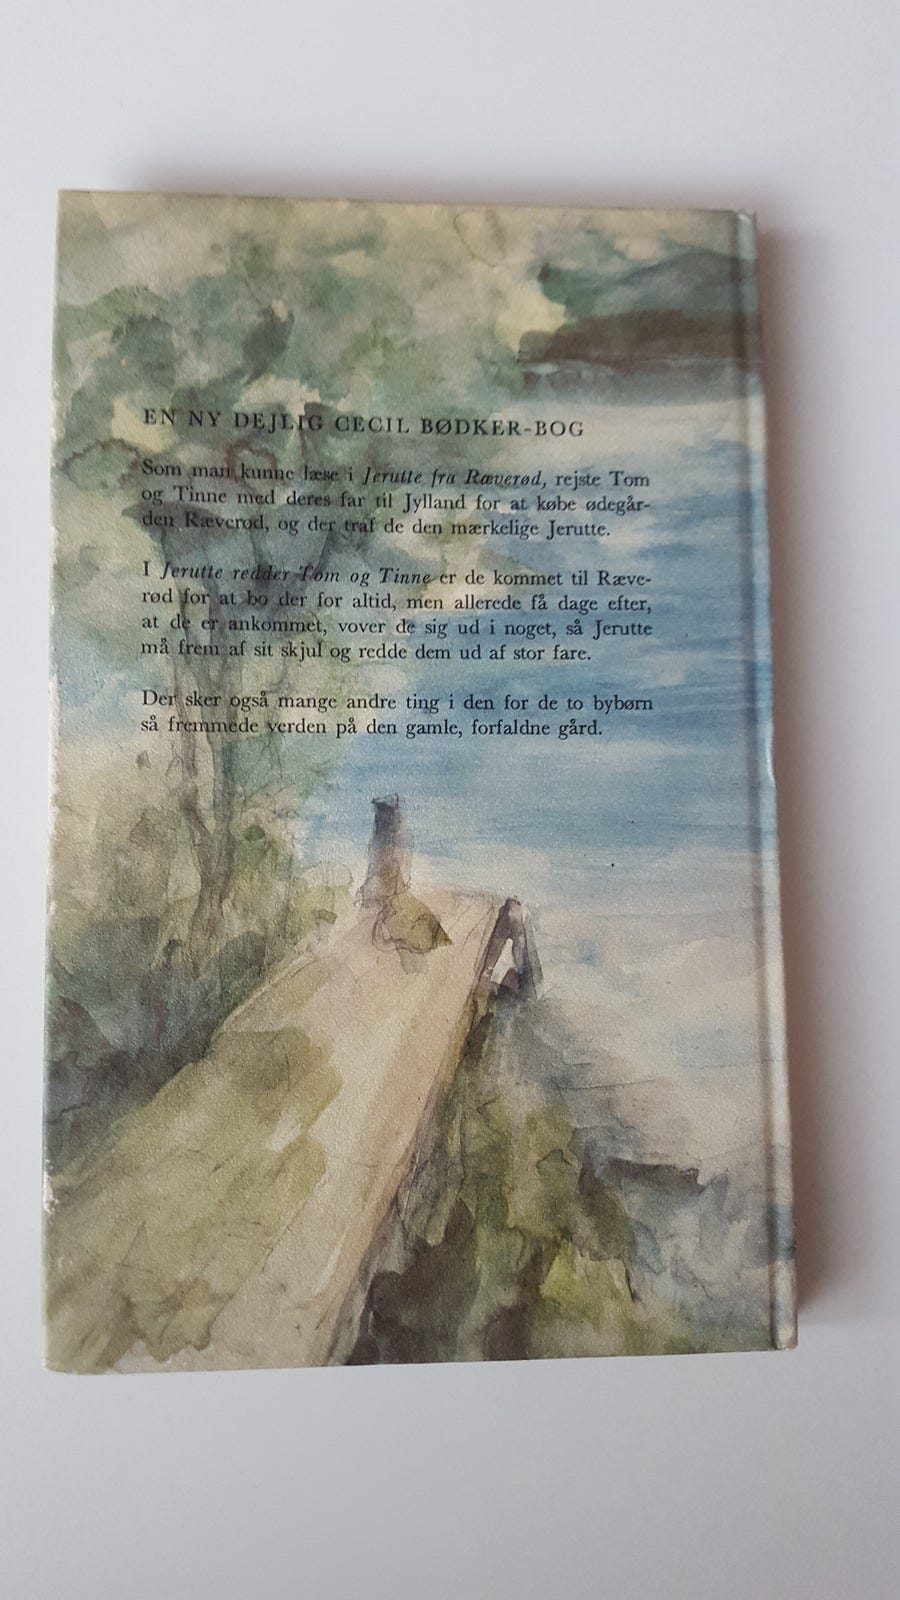 EN NY DEJLIG CECIL BØDKER-BOG
Som man kunne læse i Jerutte fra Ræverød, rejste Tom
og Tinne med deres far til Jylland for at købe ødegår-
den Ræverød, og der traf de den mærkelige Jerutte.
I Jerutte redder Tom og Tinne er de kommet til Ræve-
rød for at bo der for altid, men allerede få dage efter,
at de er ankommet, vover de sig ud i noget, så Jerutte
må frem af sit skjul og redde dem ud af stor fare.
Der sker også mange andre ting i den for de to bybørn
så fremmede verden på den gamle, forfaldne gård.